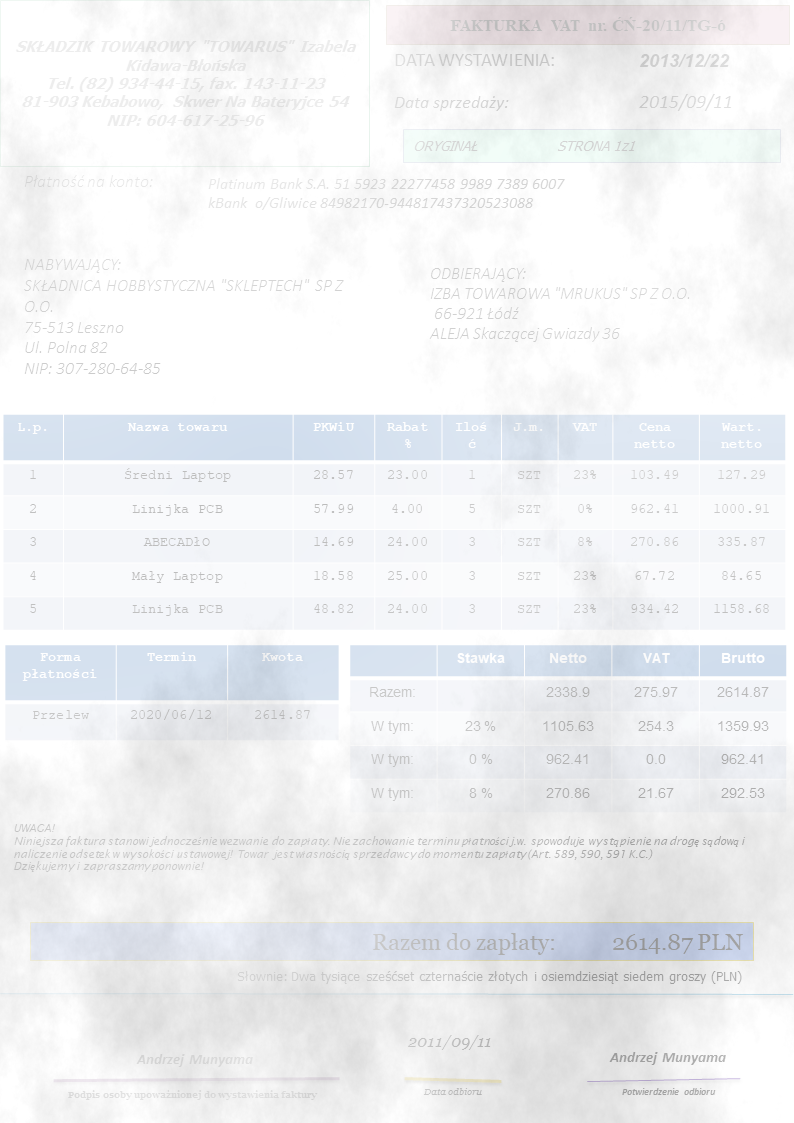 SKŁADZIK TOWAROWY "TOWARUS" Izabela
Kidawa-Błońska
Tel. (82) 934-44-15, fax. 143-11-23
81-903 Kebabowo, Skwer Na Bateryjce 54
NIP: 604-617-25-96
FAKTURKA VAT nr. ĆŃ-20/11/TG-6
DATA WYSTAWIENIA: 2013/12/22
Data sprzedaży: 2015/09/11
ORYGINAŁ STRONA 1z1
Płatność na konto: Platinum Bank S.A. 51 5923 22277458 9989 7389 6007
kBank o/Gliwice 84982170-944817437320523088
NABYWAJĄCY:
SKŁADNICA HOBBYSTYCZNA "SKLEPTECH" SP Z
O.O.
75-513 Leszno
Ul. Polna 82
NIP: 307-280-64-85
ODBIERAJĄCY:
IZBA TOWAROWA "MRUKUS" SP Z O.O.
66-921 Łódź
ALEJA Skaczącej Gwiazdy 36
L.p. Nazwa towaru PKWiU Rabat % Ilość J.m. VAT Cena netto Wart. netto
1 Średni Laptop 28.57 23.00 1 SZT 23% 103.49 127.29
2 Linijka PCB 57.99 4.00 5 SZT 0% 962.41 1000.91
3 ABECADŁO 14.69 24.00 3 SZT 8% 270.86 335.87
4 Mały Laptop 18.58 25.00 3 SZT 23% 67.72 84.65
5 Linijka PCB 48.82 24.00 3 SZT 23% 934.42 1158.68
Forma płatności Termin Kwota
Przelew 2020/06/12 2614.87
Stawka Netto VAT Brutto
Razem: 2338.9 275.97 2614.87
W tym: 23 % 1105.63 254.3 1359.93
W tym: 0 % 962.41 0.0 962.41
W tym: 8 % 270.86 21.67 292.53
UWAGA!
Niniejsza faktura stanowi jednocześnie wezwanie do zapłaty. Nie zachowanie terminu płatności j.w. spowoduje wystąpienie na drogę sądową i
naliczenie odsetek w wysokości ustawowej! Towar jest własnością sprzedawcy do momentu zapłaty (Art. 589, 590, 591 K.C.)
Dziękujemy i zapraszamy ponownie!
Razem do zapłaty: 2614.87 PLN
Słownie: Dwa tysiące sześćset czternaście złotych i osiemdziesiąt siedem groszy (PLN)
Andrzej Munyama
Podpis osoby upoważnionej do wystawienia faktury
2011/09/11
Data odbioru
Andrzej Munyama
Potwierdzenie odbioru